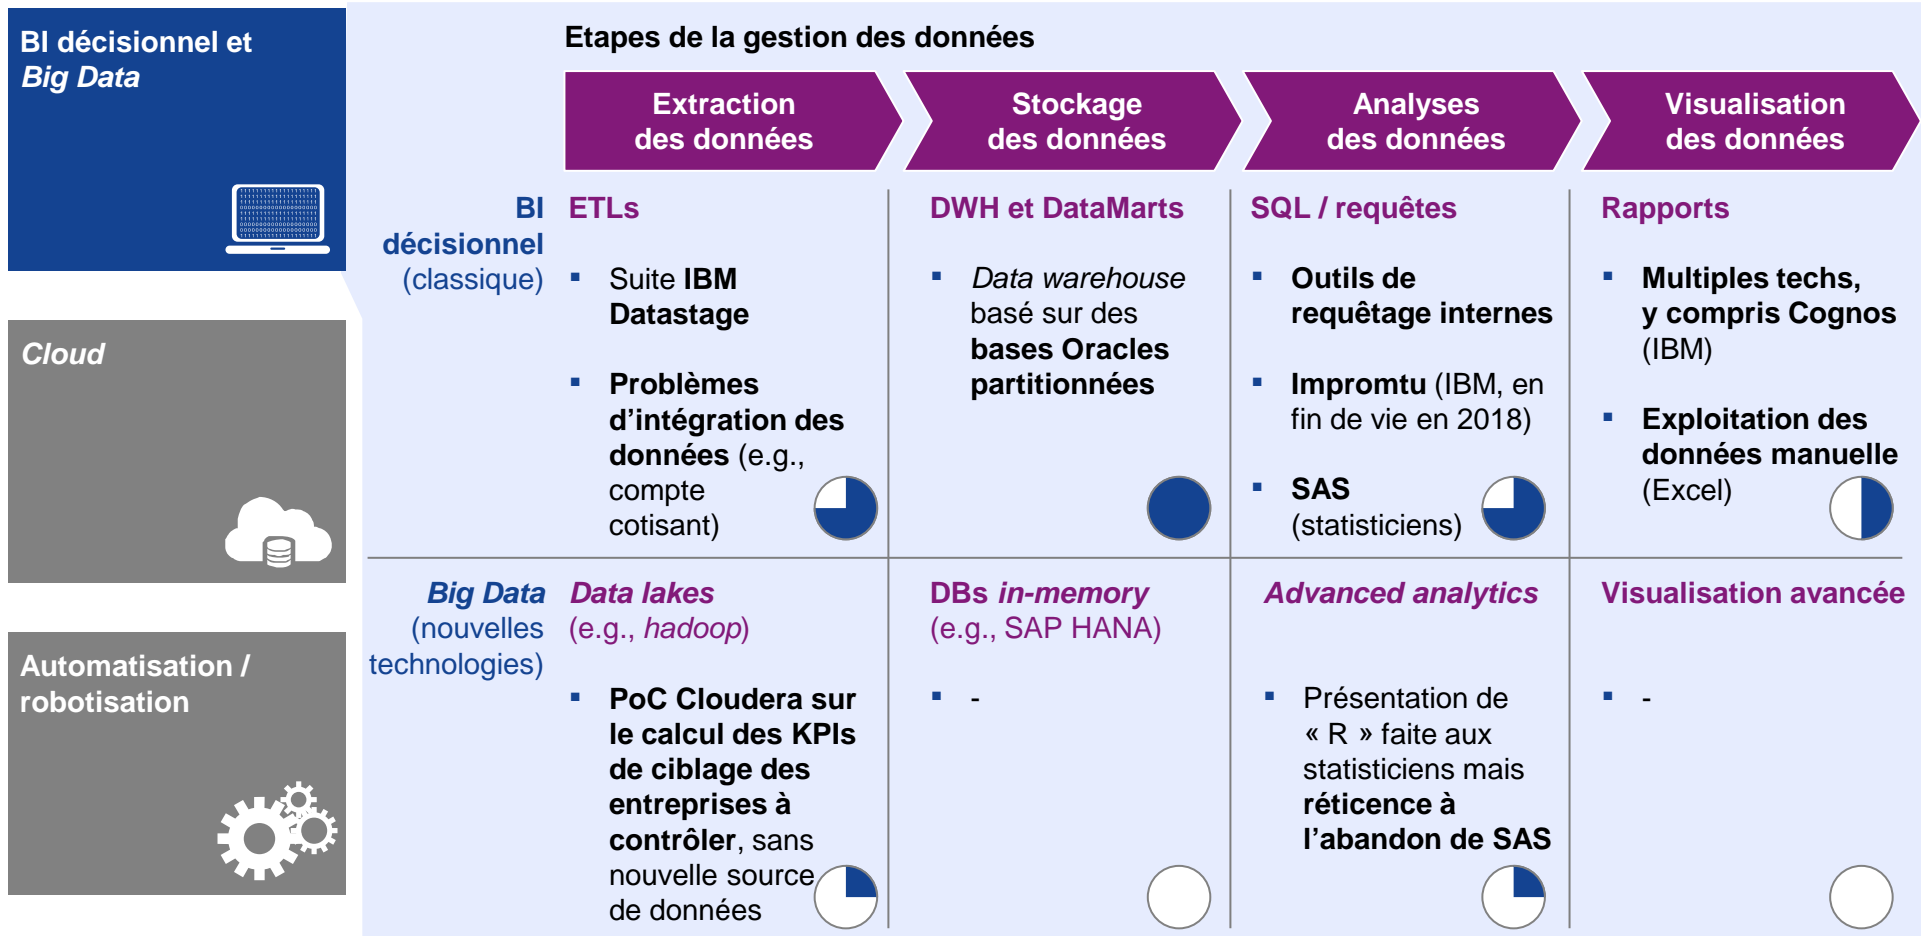 BI décisionnel et
Big Data
Cloud
Automatisation /
robotisation
Etapes de la gestion des données
Extraction
des données
Stockage
des données
Analyses
des données
Visualisation
des données
BI
décisionnel
(classique)
ETLs
▪ Suite IBM
Datastage
▪ Problèmes
d’intégration des
données (e.g.,
compte
cotisant)
DWH et DataMarts
▪ Data warehouse
basé sur des
bases Oracles
partitionnées
SQL / requêtes
▪ Outils de
requêtage internes
▪ Impromtu (IBM, en
fin de vie en 2018)
▪ SAS
(statisticiens)
Rapports
▪ Multiples techs,
y compris Cognos
(IBM)
▪ Exploitation des
données manuelle
(Excel)
Big Data
(nouvelles
technologies)
Data lakes
(e.g., hadoop)
▪ PoC Cloudera sur
le calcul des KPIs
de ciblage des
entreprises à
contrôler, sans
nouvelle source
de données
DBs in-memory
(e.g., SAP HANA)
▪ -
Advanced analytics
▪ Présentation de
« R » faite aux
statisticiens mais
réticence à
l’abandon de SAS
Visualisation avancée
▪ -